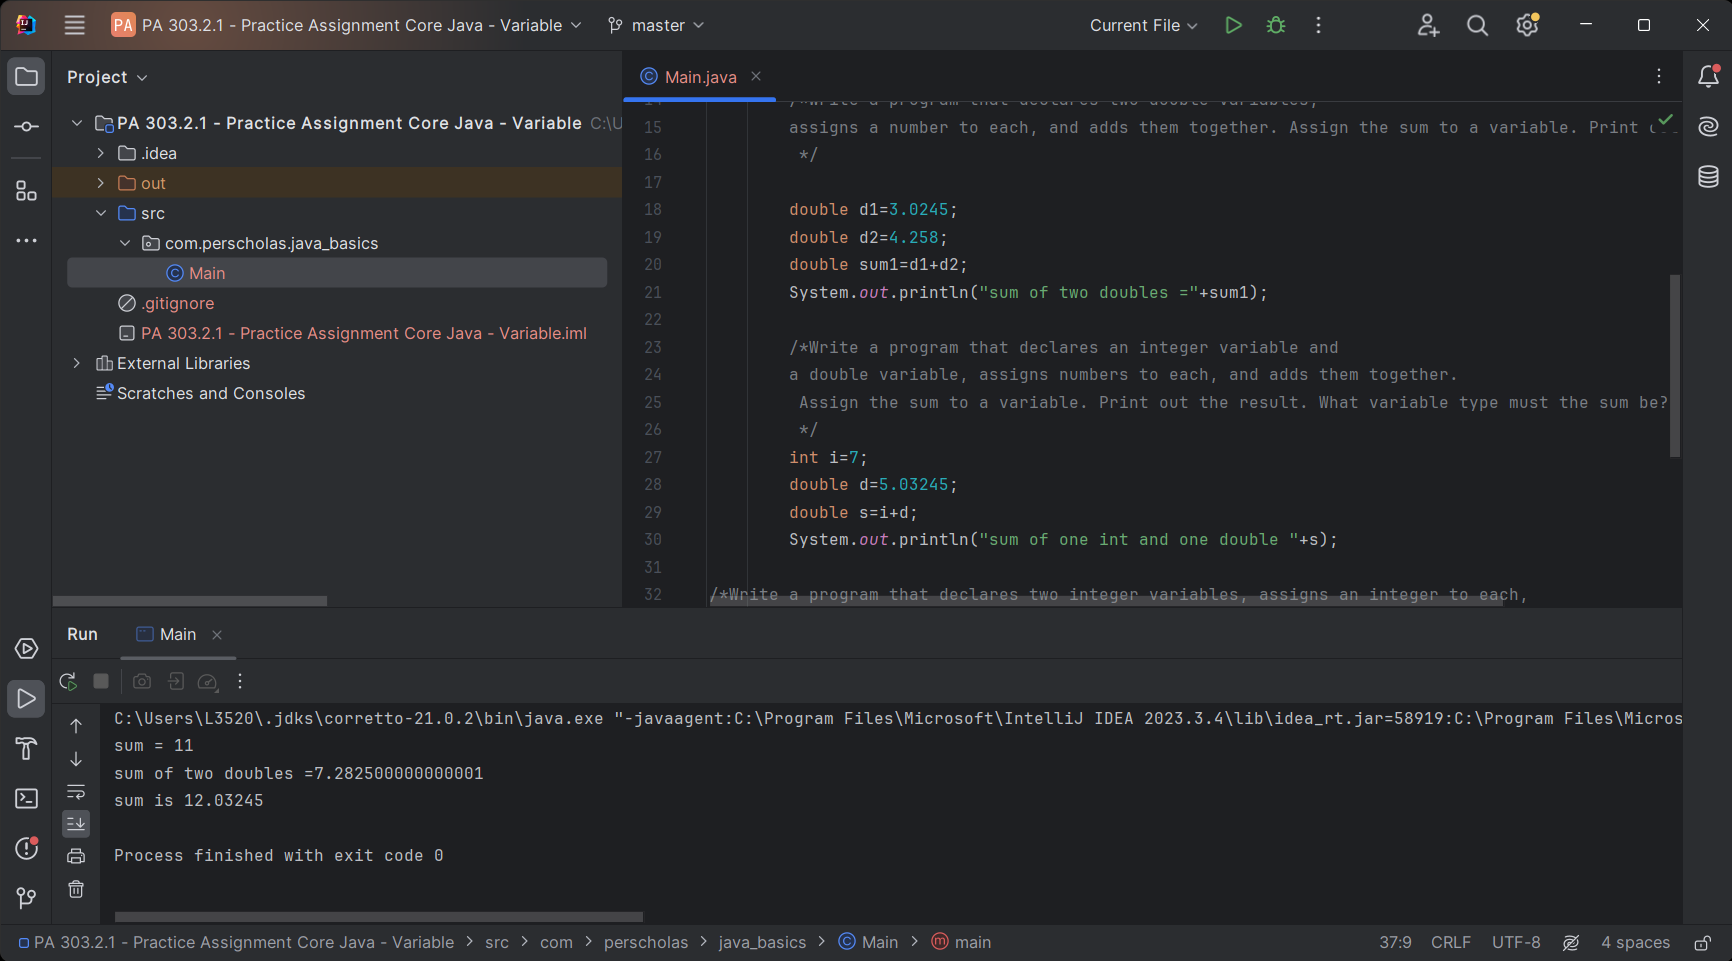 PA PA 303.2.1 - Practice Assignment Core Java - Variable master Current File
Project
Main.java
PA 303.2.1 - Practice Assignment Core Java - Variable C:\U
.idea
out
src
com.perscholas.java_basics
Main
.gitignore
PA 303.2.1 - Practice Assignment Core Java - Variable.iml
External Libraries
Scratches and Consoles
14 /*Write a program that declares two double variables,
15 assigns a number to each, and adds them together. Assign the sum to a variable. Print
16 */
17
18 double d1=3.0245;
19 double d2=4.258;
20 double sum1=d1+d2;
21 System.out.println("sum of two doubles ="+sum1);
22
23 /*Write a program that declares an integer variable and
24 a double variable, assigns numbers to each, and adds them together.
25 Assign the sum to a variable. Print out the result. What variable type must the sum be?
26 */
27 int i=7;
28 double d=5.03245;
29 double s=i+d;
30 System.out.println("sum of one int and one double "+s);
31
32 /*Write a program that declares two integer variables, assigns an integer to each,
Run Main
C:\Users\L3520\.jdks\corretto-21.0.2\bin\java.exe "-javaagent:C:\Program Files\Microsoft\IntelliJ IDEA 2023.3.4\lib\idea_rt.jar=58919:C:\Program Files\Micros
sum = 11
sum of two doubles =7.282500000000001
sum is 12.03245
Process finished with exit code 0
PA 303.2.1 - Practice Assignment Core Java - Variable > src > com > perscholas > java_basics > Main > main 37:9 CRLF UTF-8 4 spaces